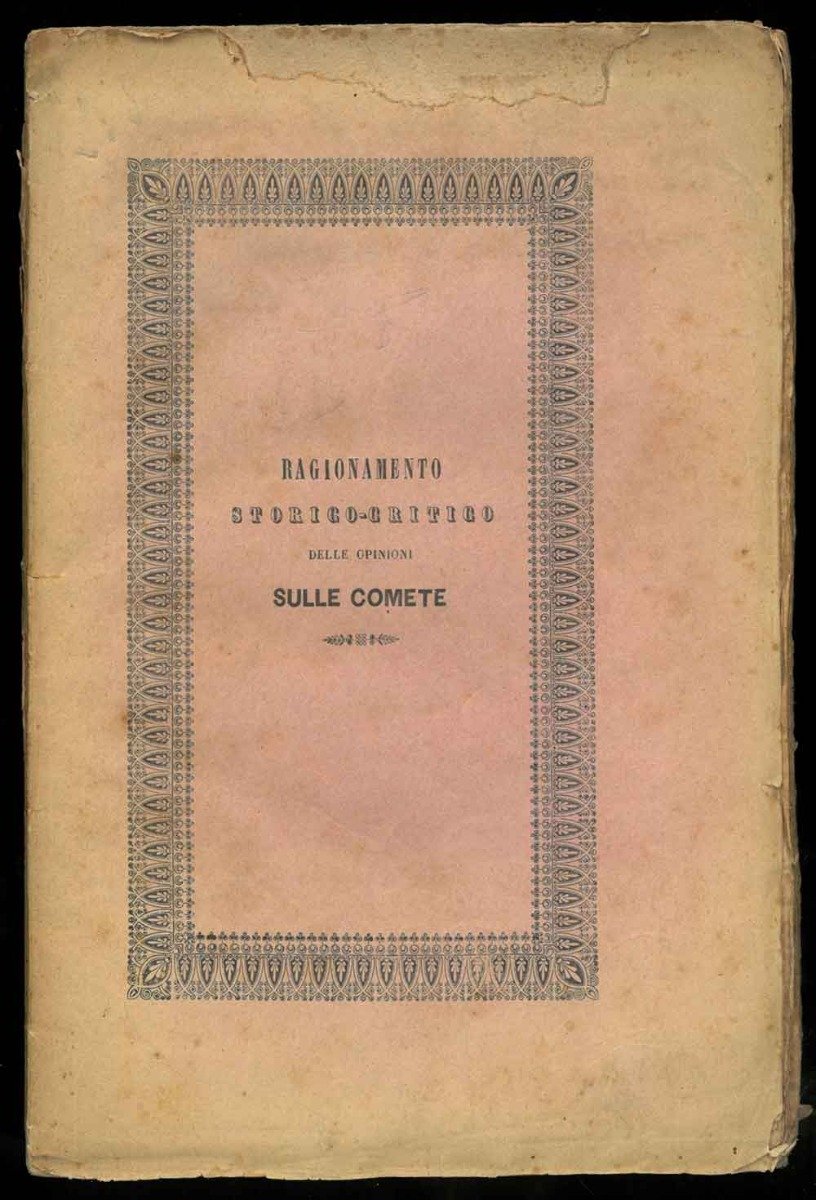 RAGIONAMENTO
STORICO-CRITICO
DELLE OPINIONI
SULLE COMETE